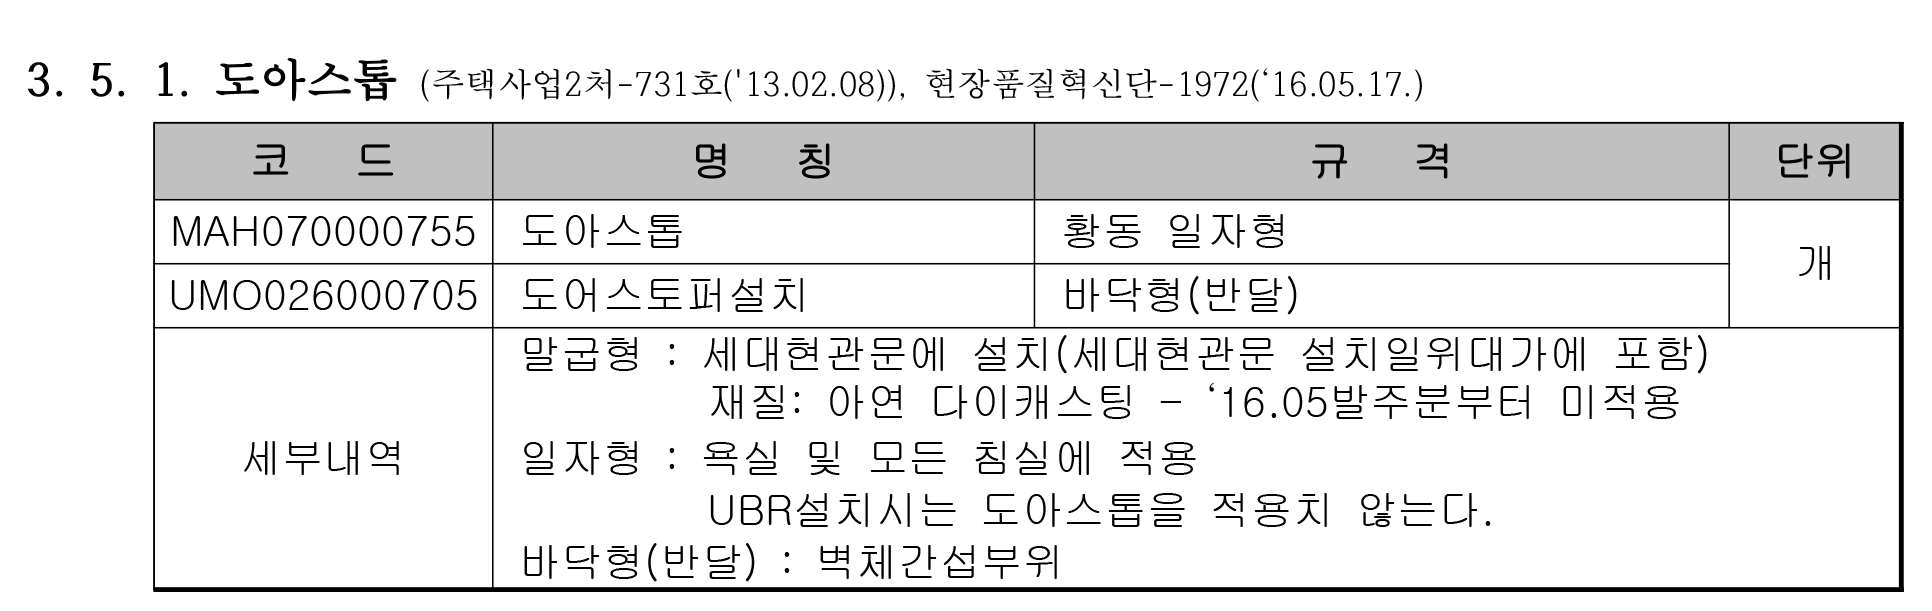 3. 5. 1. 도아스톱 (주택사업2처-731호('13.02.08)), 현장품질혁신단-1972(‘16.05.17.)
코 드 명 칭 규 격 단위
MAH070000755 도아스톱 황동 일자형
개
UMO026000705 도어스토퍼설치 바닥형(반달)
말굽형 : 세대현관문에 설치(세대현관문 설치일위대가에 포함)
재질: 아연 다이캐스팅 - ‘16.05발주분부터 미적용
세부내역
일자형 : 욕실 및 모든 침실에 적용
UBR설치시는 도아스톱을 적용치 않는다.
바닥형(반달) : 벽체간섭부위